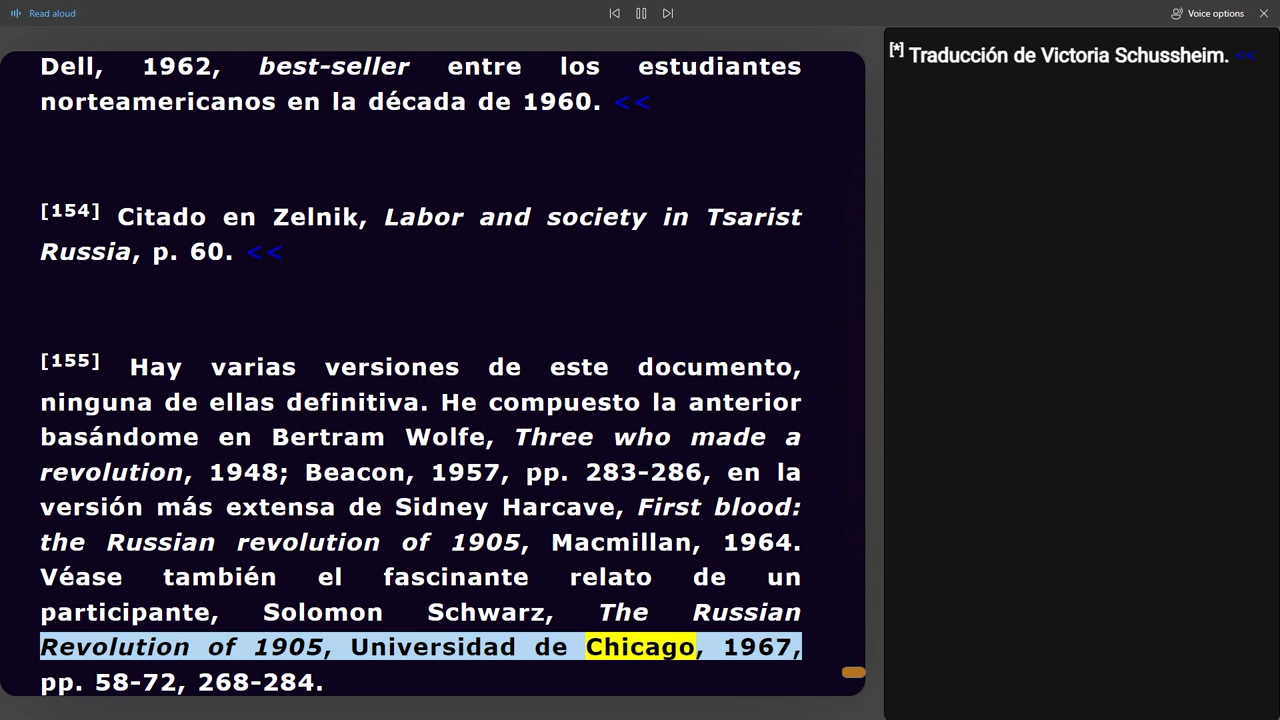 Read aloud
Voice options
Dell, 1962, best-seller entre los estudiantes
norteamericanos en la década de 1960. <<
[154] Citado en Zelnik, Labor and society in Tsarist
Russia, p. 60. <<
[155] Hay varias versiones de este documento,
ninguna de ellas definitiva. He compuesto la anterior
basándome en Bertram Wolfe, Three who made a
revolution, 1948; Beacon, 1957, pp. 283-286, en la
versión más extensa de Sidney Harcave, First blood:
the Russian revolution of 1905, Macmillan, 1964.
Véase también el fascinante relato de un
participante, Solomon Schwarz, The Russian
Revolution of 1905, Universidad de Chicago, 1967,
pp. 58-72, 268-284.
[*] Traducción de Victoria Schussheim. <<